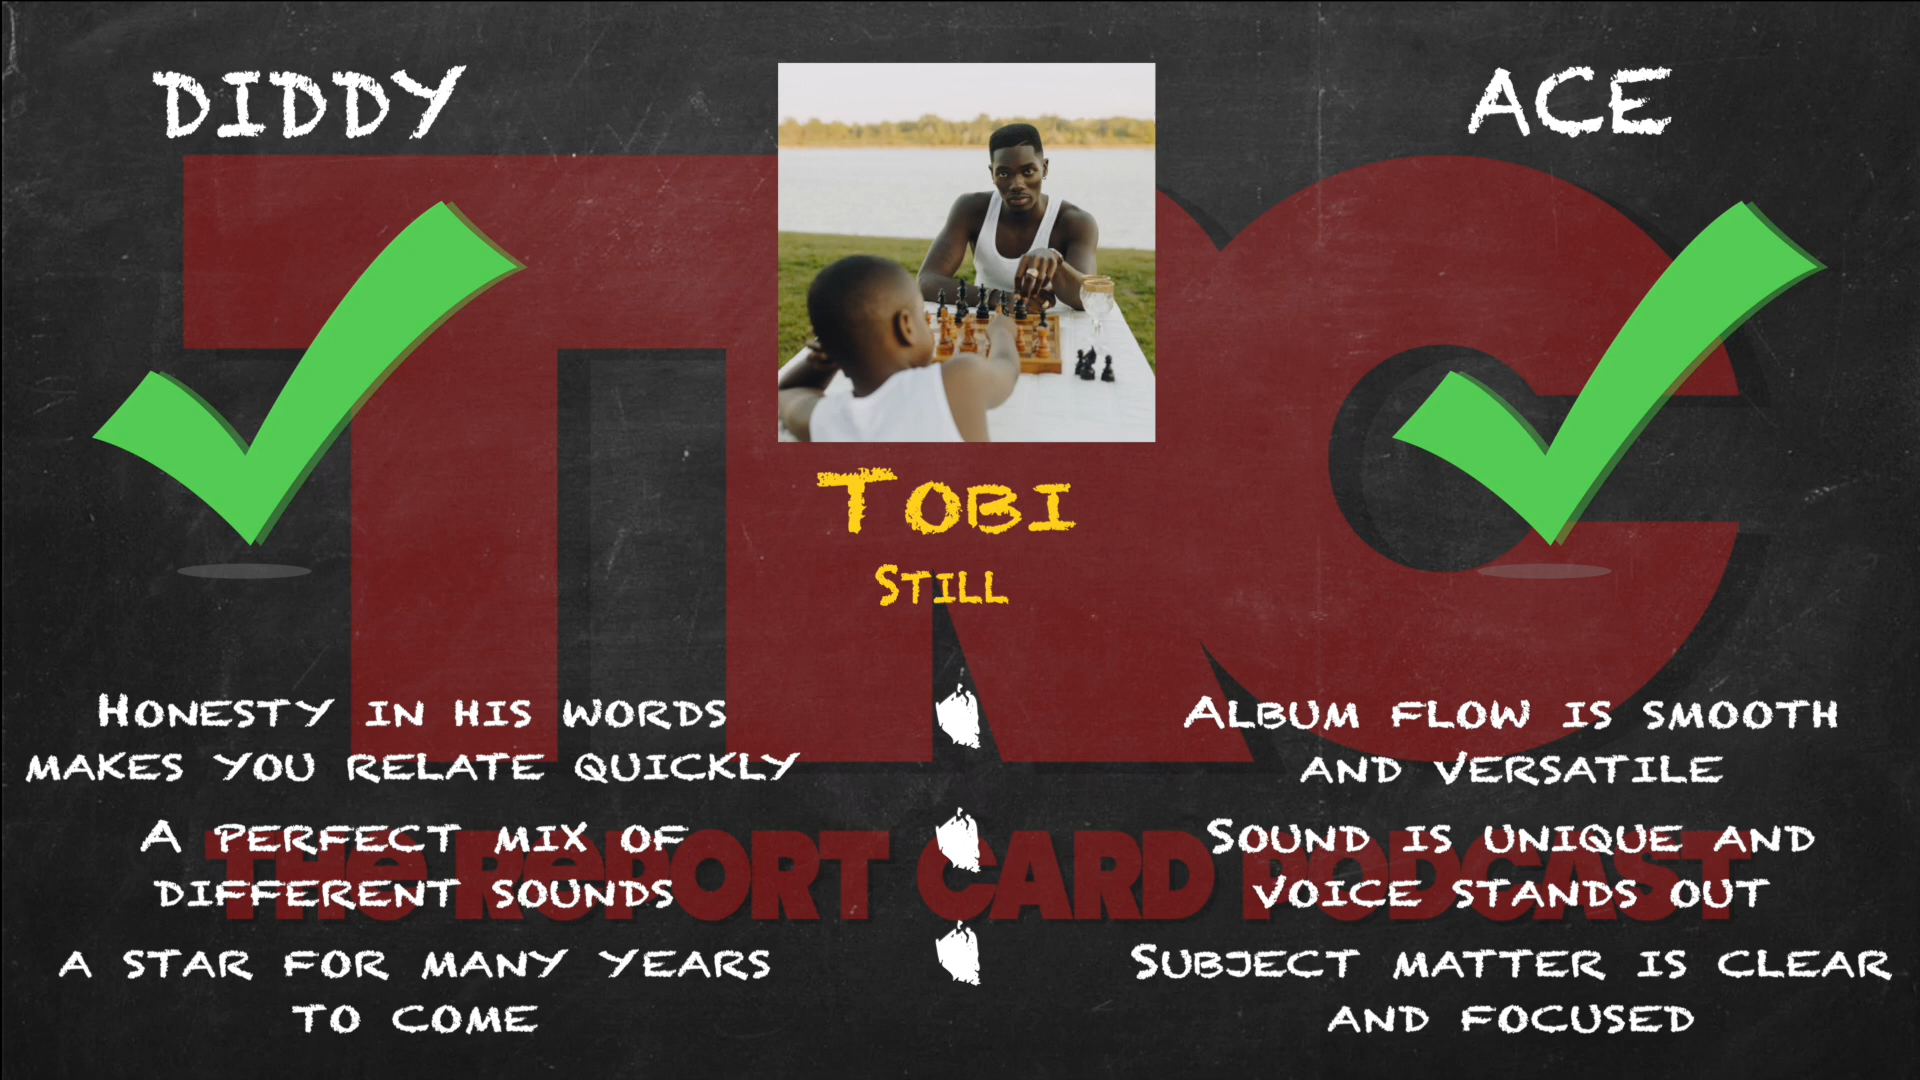 DIDDY
ACE
TRC
TOBI
STILL
HONESTY IN HIS WORDS
MAKES YOU RELATE QUICKLY
A PERFECT MIX OF
DIFFERENT SOUNDS
A STAR FOR MANY YEARS
TO COME
ALBUM FLOW IS SMOOTH
AND VERSATILE
SOUND IS UNIQUE AND
VOICE STANDS OUT
SUBJECT MATTER IS CLEAR
AND FOCUSED
THe RePORT CARD PODCAST